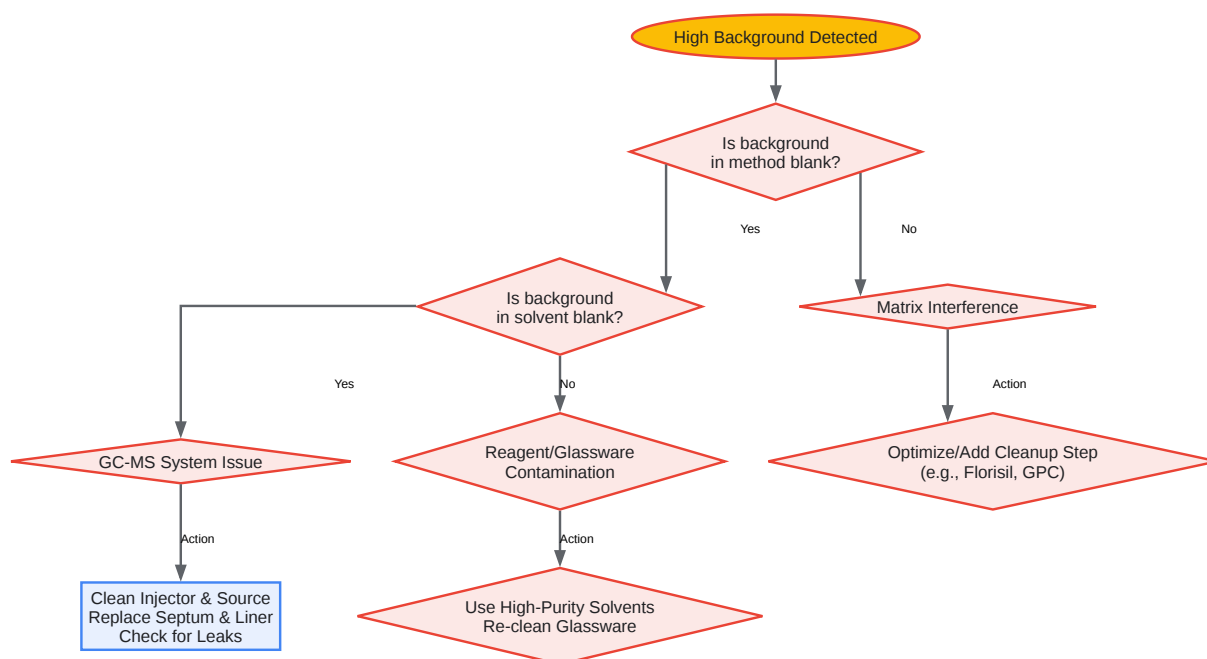 High Background Detected
Is background
in method blank?
Yes
No
Is background
in solvent blank?
Matrix Interference
Yes
No
Action
GC-MS System Issue
Reagent/Glassware
Contamination
Optimize/Add Cleanup Step
(e.g., Florisil, GPC)
Action
Action
Clean Injector & Source
Replace Septum & Liner
Check for Leaks
Use High-Purity Solvents
Re-clean Glassware